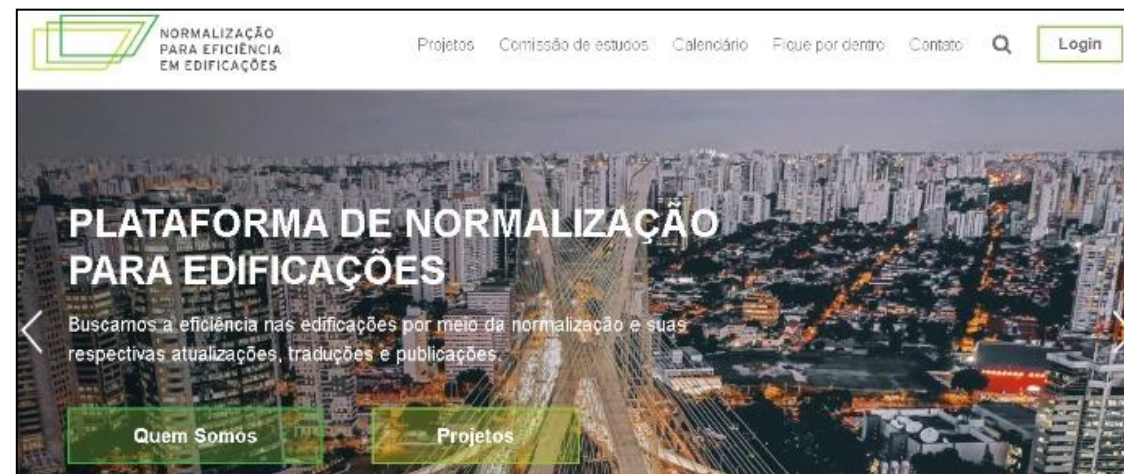 NORMALIZAÇÃO
PARA EFICIÊNCIA
EM EDIFICAÇÕES
Projetos Comissão de estudos Calendário Fique por dentro Contato Login
PLATAFORMA DE NORMALIZAÇÃO
PARA EDIFICAÇÕES
Buscamos a eficiência nas edificações por meio da normalização e suas
respectivas atualizações, traduções e publicações.
Quem Somos Projetos